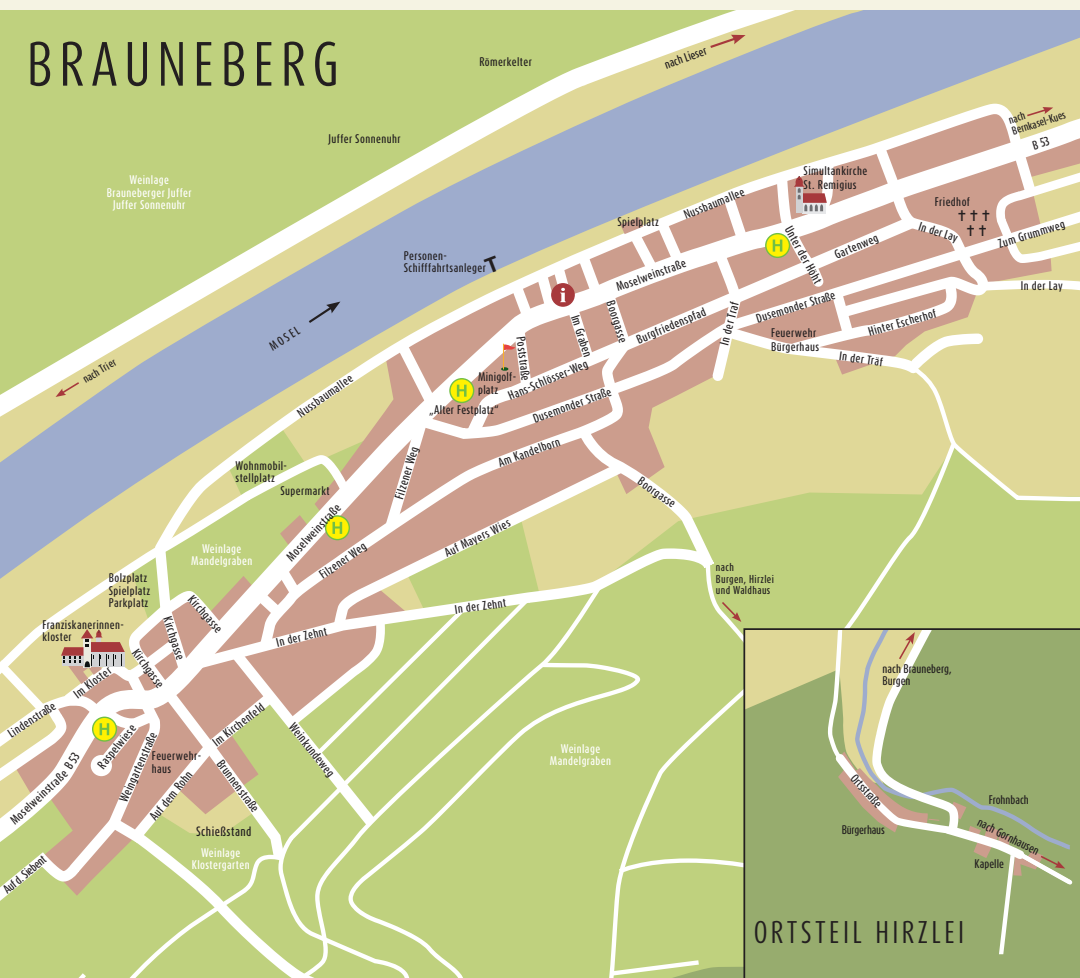 BRAUNEBERG
Römerkelter
nach Lieser
Juffer Sonnenuhr
Weinlage
Brauneberger Juffer
Juffer Sonnenuhr
nach
Bernkasel-Kues
B 53
Simultankirche
St. Remigius
Friedhof
Nussbaumallee
Spielplatz
In der Lay
Zum Grummweg
H
Unter der Höht
Gartenweg
Personen-
Schifffahrtsanleger
Moselweinstraße
In der Lay
i
Boorgasse
Im Graben
Burgfriedenspfad
In der Träf
Dusemonder Straße
Hinter Escherhof
Feuerwehr
Bürgerhaus
In der Träf
MOSEL
nach Trier
Nussbaumallee
Poststraße
Minigolf-
platz
Hans-Schlösser-Weg
H
„Alter Festplatz“
Dusemonder Straße
Am Kandelborn
Filzener Weg
Wohnmobil-
stellplatz
Supermarkt
Boorgasse
Moselweinstraße
H
Auf Mayers Wies
Filzener Weg
Weinlage
Mandelgraben
nach
Burgen, Hirzlei
und Waldhaus
Bolzplatz
Spielplatz
Parkplatz
Kirchgasse
Kirchgasse
In der Zehnt
In der Zehnt
Franziskanerinnen-
kloster
Kirchgasse
Im Kloster
Lindenstraße
H
Raspelwiese
Im Kirchenfeld
Weinkundeweg
Weingartenstraße
Feuerwehr-
haus
Moselweinstraße B 53
Auf dem Rohn
Brunnenstraße
Weinlage
Mandelgraben
Schießstand
Weinlage
Klostergarten
Auf d. Siebent
nach Brauneberg,
Burgen
Ortsstraße
Frohnbach
Bürgerhaus
nach Gornhausen
Kapelle
ORTSTEIL HIRZLEI